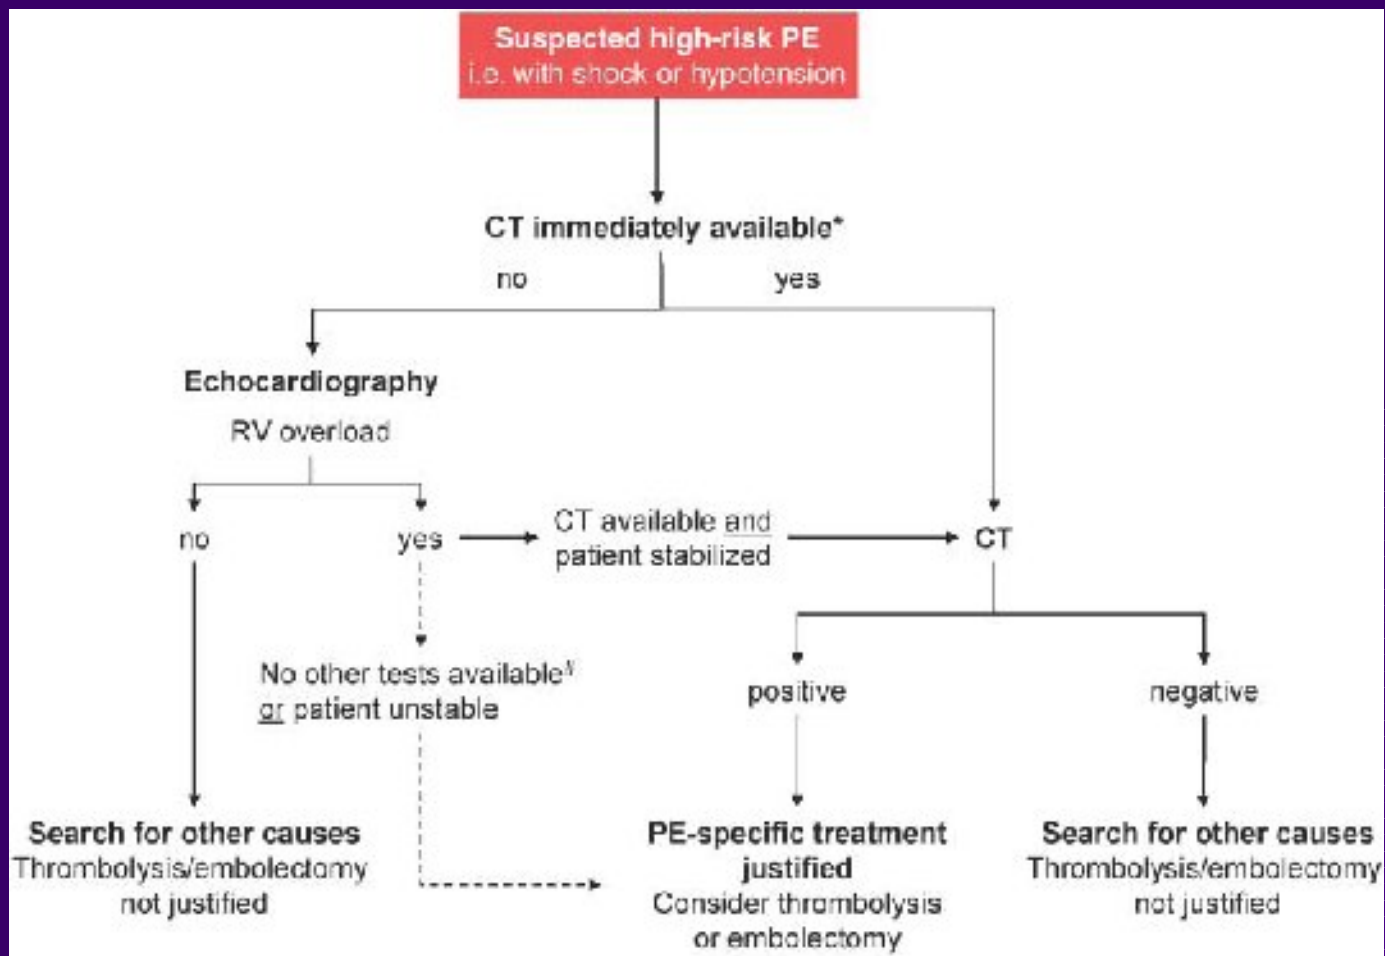 Suspected high-risk PE
i.e. with shock or hypotension
CT immediately available*
no
yes
Echocardiography
RV overload
no
yes
CT available and
patient stabilized
CT
No other tests available
or patient unstable
positive
negative
Search for other causes
Thrombolysis/embolectomy
not justified
PE-specific treatment
justified
Consider thrombolysis
or embolectomy
Search for other causes
Thrombolysis/embolectomy
not justified